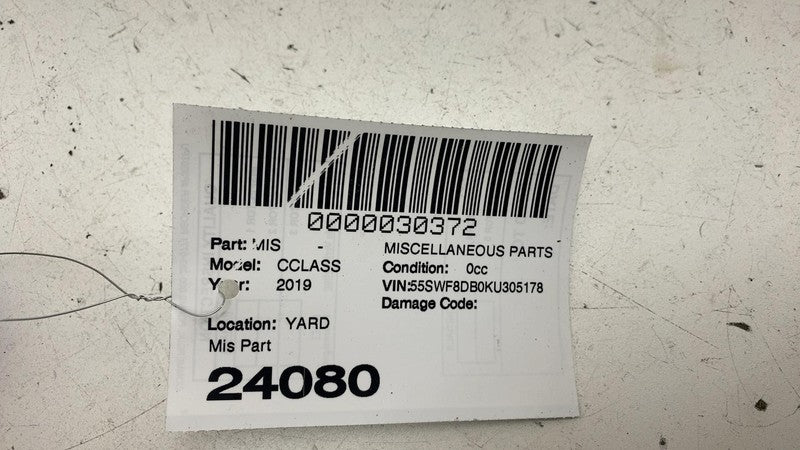 0000030372
Part: MIS - MISCELLANEOUS PARTS
Model: CCLASS Condition: 0cc
Year: 2019 VIN:55SWF8DB0KU305178
Damage Code:
Location: YARD
Mis Part
24080